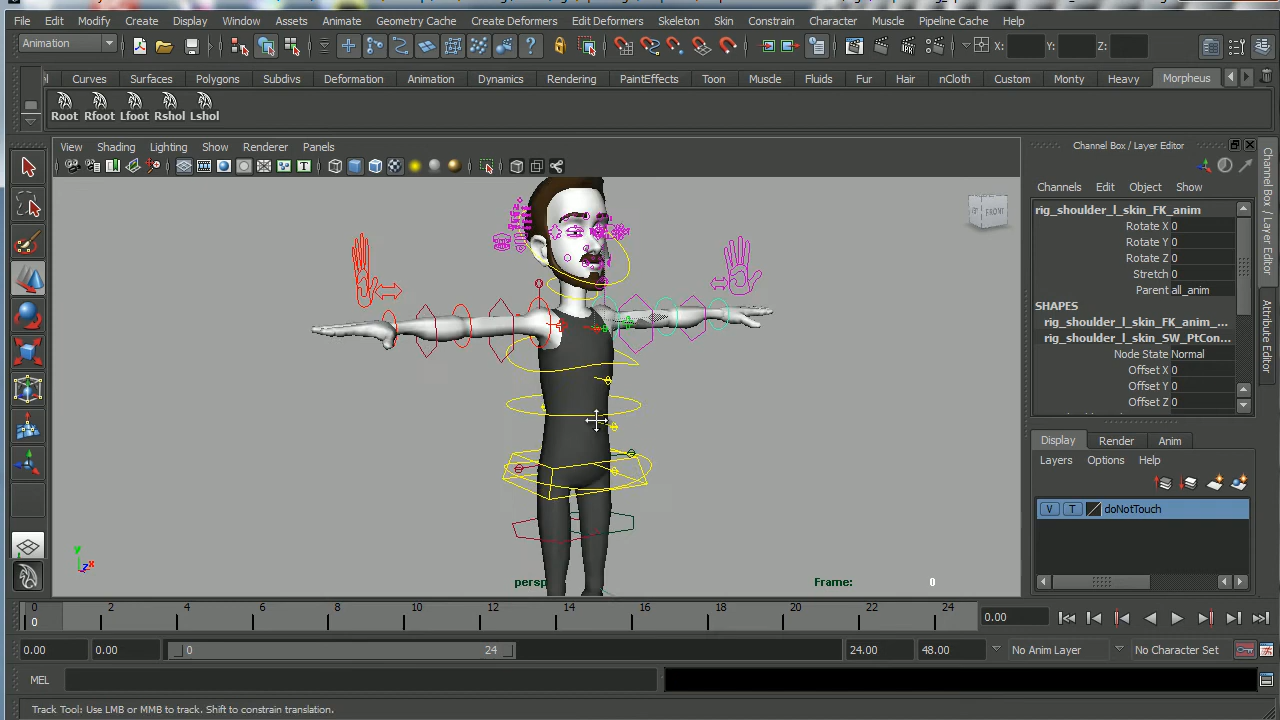 File Edit Modify Create Display Window Assets Animate Geometry Cache Create Deformers Edit Deformers Skeleton Skin Constrain Character Muscle Pipeline Cache Help
Animation X: Y: Z:
Curves Surfaces Polygons Subdivs Deformation Animation Dynamics Rendering PaintEffects Toon Muscle Fluids Fur Hair nCloth Custom Monty Heavy Morpheus
Root Rfoot Lfoot Rshol Lshol
View Shading Lighting Show Renderer Panels
Channel Box / Layer Editor
Channels Edit Object Show
rig_shoulder_l_skin_FK_anim
Rotate X 0
Rotate Y 0
Rotate Z 0
Stretch 0
Parent all_anim
SHAPES
rig_shoulder_l_skin_FK_anim_...
rig_shoulder_l_skin_SW_PtCon...
Node State Normal
Offset X 0
Offset Y 0
Offset Z 0
Channel Box / Layer Editor
Attribute Editor
FRONT
Display Render Anim
Layers Options Help
V T doNotTouch
persp Frame: 0
0 2 4 6 8 10 12 14 16 18 20 22 24
0 0.00
0.00 0.00 0 24 24.00 48.00 No Anim Layer No Character Set
MEL
Track Tool: Use LMB or MMB to track. Shift to constrain translation.